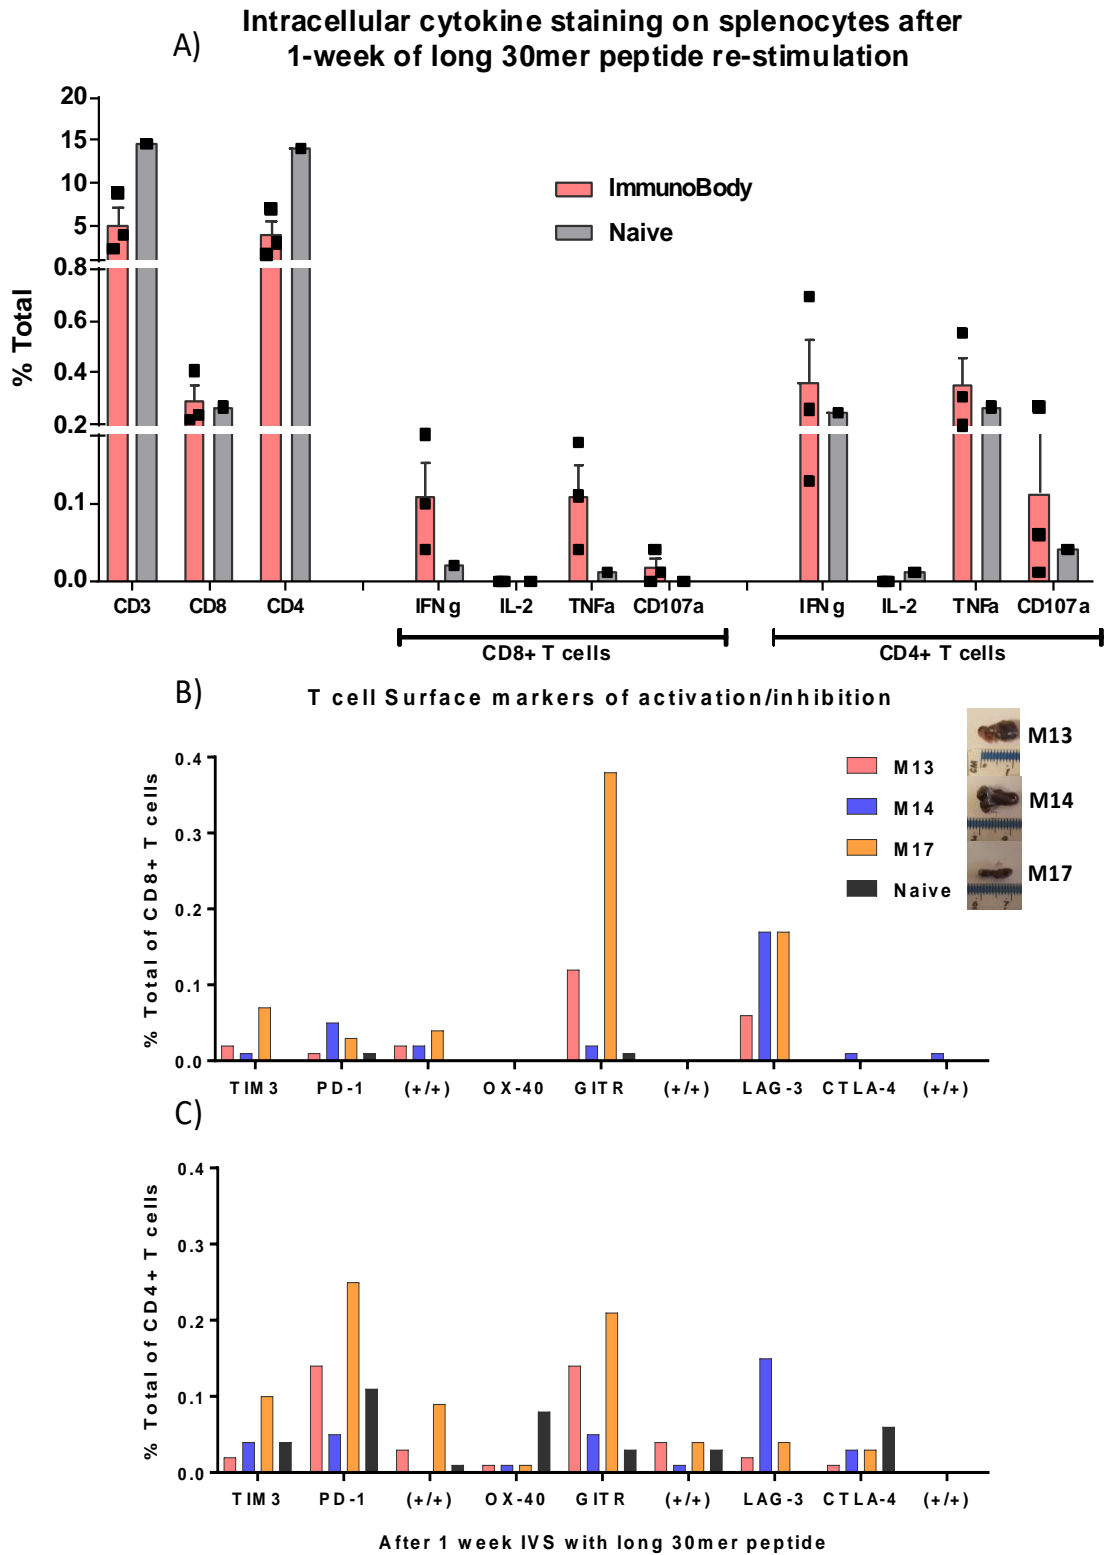 Intracellular cytokine staining on splenocytes after
A)
1-week of long 30mer peptide re-stimulation
% Total
20
15
10
5
0.8
0.6
0.4
0.2
0.1
0.0
ImmunoBody
Naive
CD3 CD8 CD4 IFNg IL-2 TNFa CD107a IFNg IL-2 TNFa CD107a
CD8+ T cells CD4+ T cells
B)
T cell Surface markers of activation/inhibition
% Total of CD8+ T cells
0.4
0.3
0.2
0.1
0.0
M13
M14
M17
Naive
M13
M14
M17
TIM3 PD-1 (+/+) OX-40 GITR (+/+) LAG-3 CTLA-4 (+/+)
C)
% Total of CD4+ T cells
0.4
0.3
0.2
0.1
0.0
TIM3 PD-1 (+/+) OX-40 GITR (+/+) LAG-3 CTLA-4 (+/+)
After 1 week IVS with long 30mer peptide